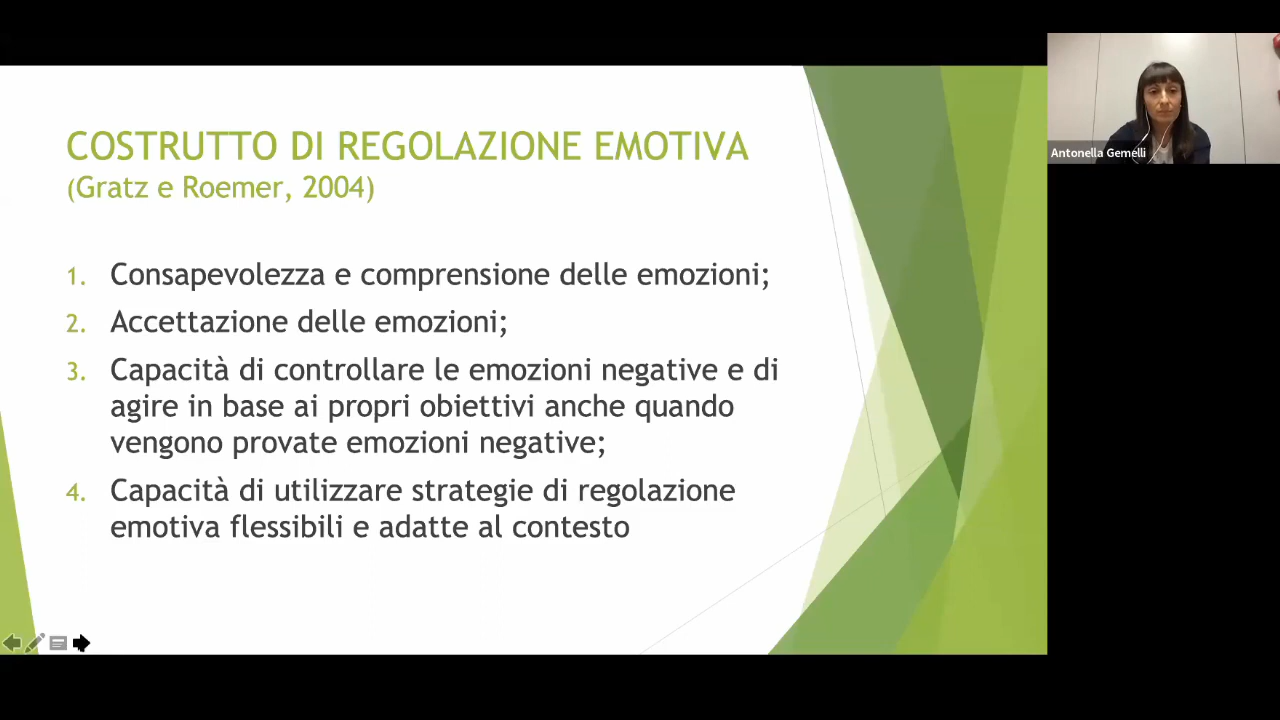 COSTRUTTO DI REGOLAZIONE EMOTIVA
(Gratz e Roemer, 2004)
1. Consapevolezza e comprensione delle emozioni;
2. Accettazione delle emozioni;
3. Capacità di controllare le emozioni negative e di
agire in base ai propri obiettivi anche quando
vengono provate emozioni negative;
4. Capacità di utilizzare strategie di regolazione
emotiva flessibili e adatte al contesto
Antonella Gemelli